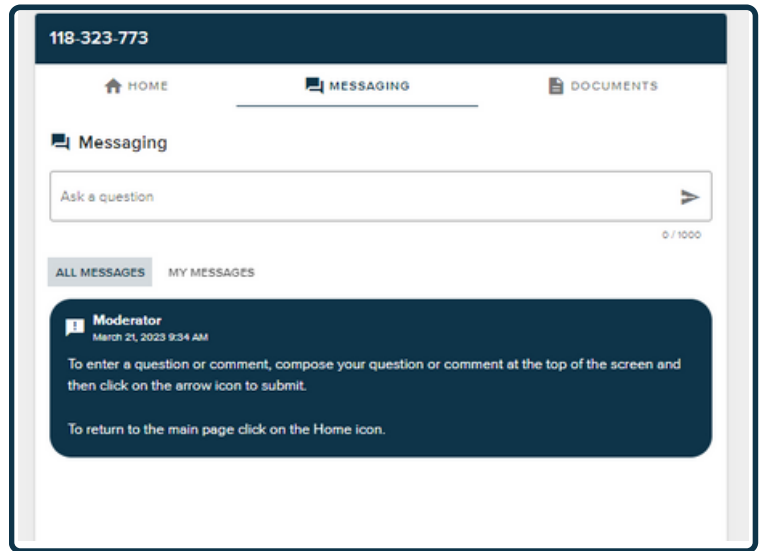 118-323-773
HOME MESSAGING DOCUMENTS
Messaging
Ask a question
0 / 1000
ALL MESSAGES MY MESSAGES
Moderator
March 21, 2023 9:34 AM
To enter a question or comment, compose your question or comment at the top of the screen and
then click on the arrow icon to submit.
To return to the main page click on the Home icon.